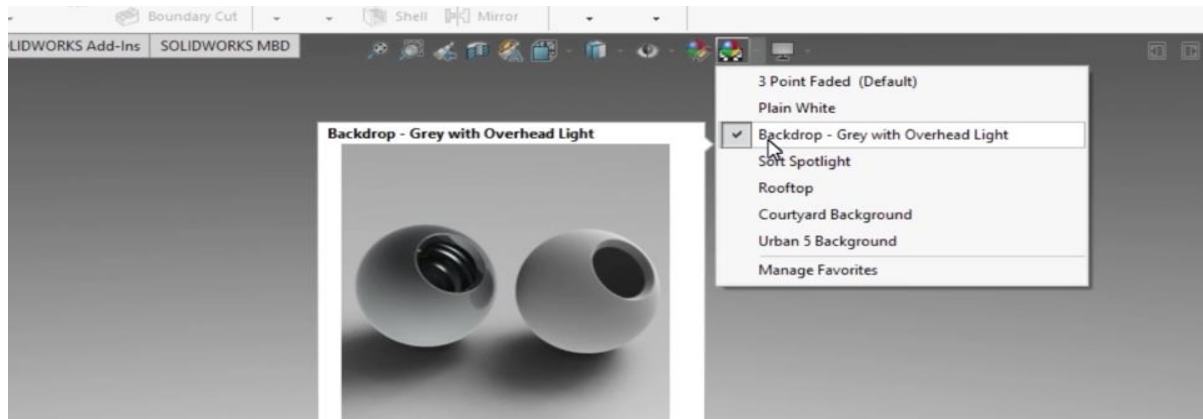 Boundary Cut
Shell
Mirror
LIDWORKS Add-Ins
SOLIDWORKS MBD
3 Point Faded (Default)
Plain White
Backdrop - Grey with Overhead Light
Backdrop - Grey with Overhead Light
Soft Spotlight
Rooftop
Courtyard Background
Urban 5 Background
Manage Favorites